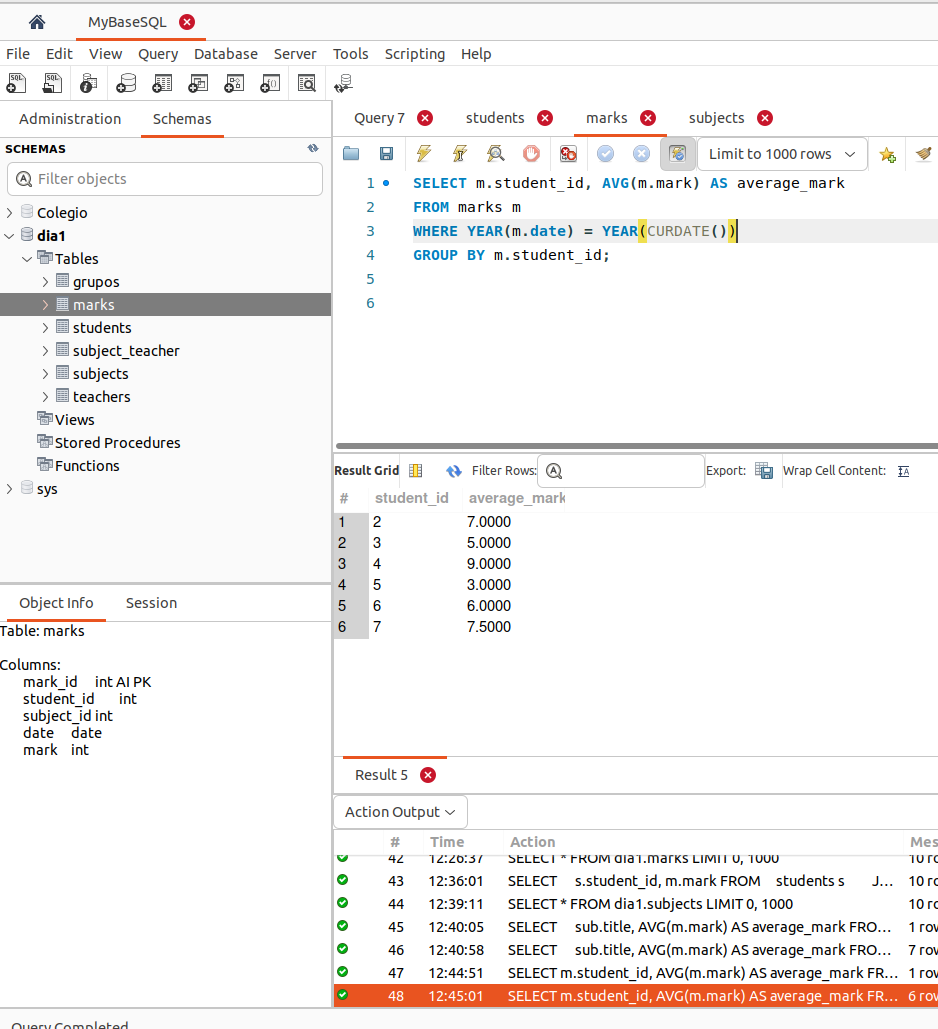 MyBaseSQL
File Edit View Query Database Server Tools Scripting Help
Administration Schemas
SCHEMAS
Filter objects
Colegio
dia1
Tables
grupos
marks
students
subject_teacher
subjects
teachers
Views
Stored Procedures
Functions
sys
Object Info Session
Table: marks
Columns:
mark_id int AI PK
student_id int
subject_id int
date date
mark int
Query 7 students marks subjects
Limit to 1000 rows
1 SELECT m.student_id, AVG(m.mark) AS average_mark
2 FROM marks m
3 WHERE YEAR(m.date) = YEAR(CURDATE())
4 GROUP BY m.student_id;
5
6
Result Grid Filter Rows: Export: Wrap Cell Content:
# student_id average_mark
1 2 7.0000
2 3 5.0000
3 4 9.0000
4 5 3.0000
5 6 6.0000
6 7 7.5000
Result 5
Action Output
# Time Action Mes
42 12:26:37 SELECT * FROM dia1.marks LIMIT 0, 1000 10 ro
43 12:36:01 SELECT s.student_id, m.mark FROM students s J... 10 ro
44 12:39:11 SELECT * FROM dia1.subjects LIMIT 0, 1000 10 ro
45 12:40:05 SELECT sub.title, AVG(m.mark) AS average_mark FRO... 1 row
46 12:40:58 SELECT sub.title, AVG(m.mark) AS average_mark FRO... 7 row
47 12:44:51 SELECT m.student_id, AVG(m.mark) AS average_mark FR... 1 row
48 12:45:01 SELECT m.student_id, AVG(m.mark) AS average_mark FR... 6 row
Query Completed